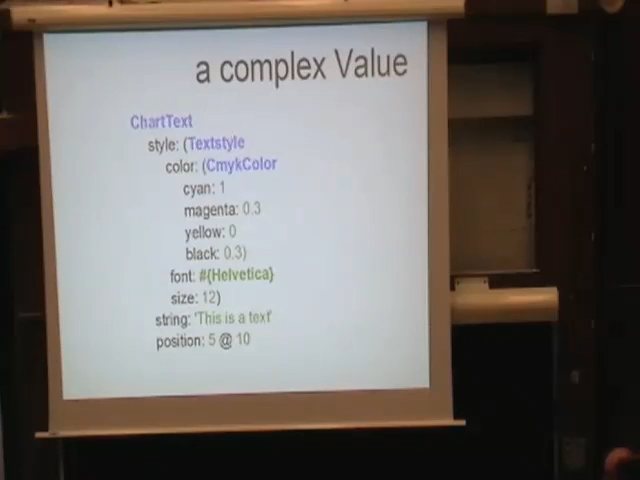 a complex Value
ChartText
style: (Textstyle
color: (CmykColor
cyan: 1
magenta: 0.3
yellow: 0
black: 0.3)
font: #{Helvetica}
size: 12)
string: 'This is a text'
position: 5 @ 10